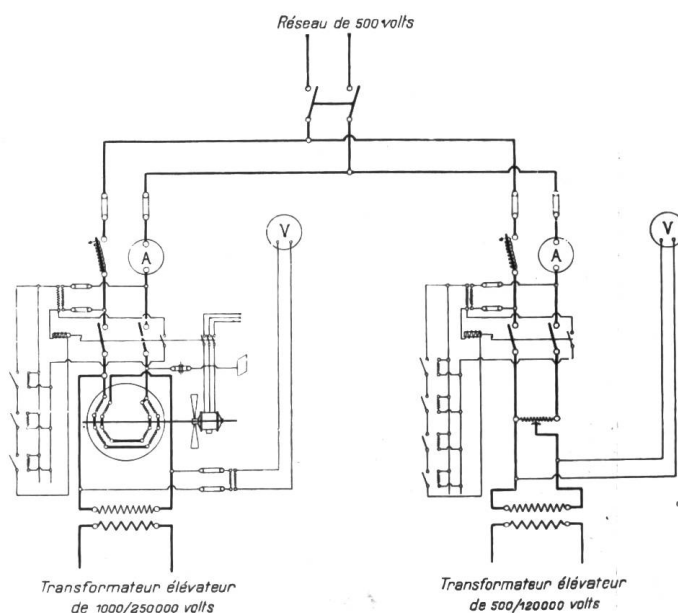 Réseau de 500 volts
V
V
A
A
Transformateur élévateur
de 1000/250000 volts
Transformateur élévateur
de 500/120000 volts